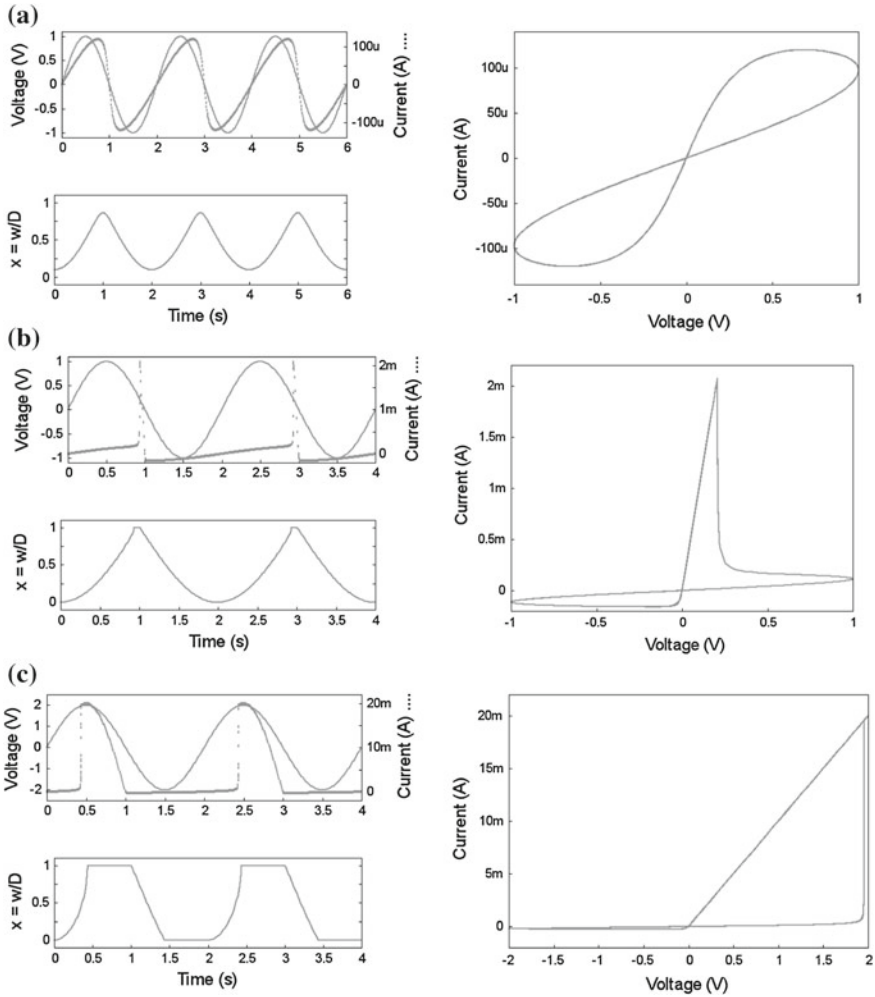 (a)
Voltage (V)
1
0.5
0
-0.5
-1
100u
0
-100u
Current (A) ....
0 1 2 3 4 5 6
x = w/D
1
0.5
0
0 1 2 3 4 5 6
Time (s)
Current (A)
100u
50u
0
-50u
-100u
-1 -0.5 0 0.5 1
Voltage (V)
(b)
Voltage (V)
1
0.5
0
-0.5
-1
2m
1m
0
Current (A) ....
0 0.5 1 1.5 2 2.5 3 3.5 4
x = w/D
1
0.5
0
0 0.5 1 1.5 2 2.5 3 3.5 4
Time (s)
Current (A)
2m
1.5m
1m
0.5m
0
-1 -0.5 0 0.5 1
Voltage (V)
(c)
Voltage (V)
2
1
0
-1
-2
20m
10m
0
Current (A) ....
0 0.5 1 1.5 2 2.5 3 3.5 4
x = w/D
1
0.5
0
0 0.5 1 1.5 2 2.5 3 3.5 4
Time (s)
Current (A)
20m
15m
10m
5m
0
-2 -1.5 -1 -0.5 0 0.5 1 1.5 2
Voltage (V)